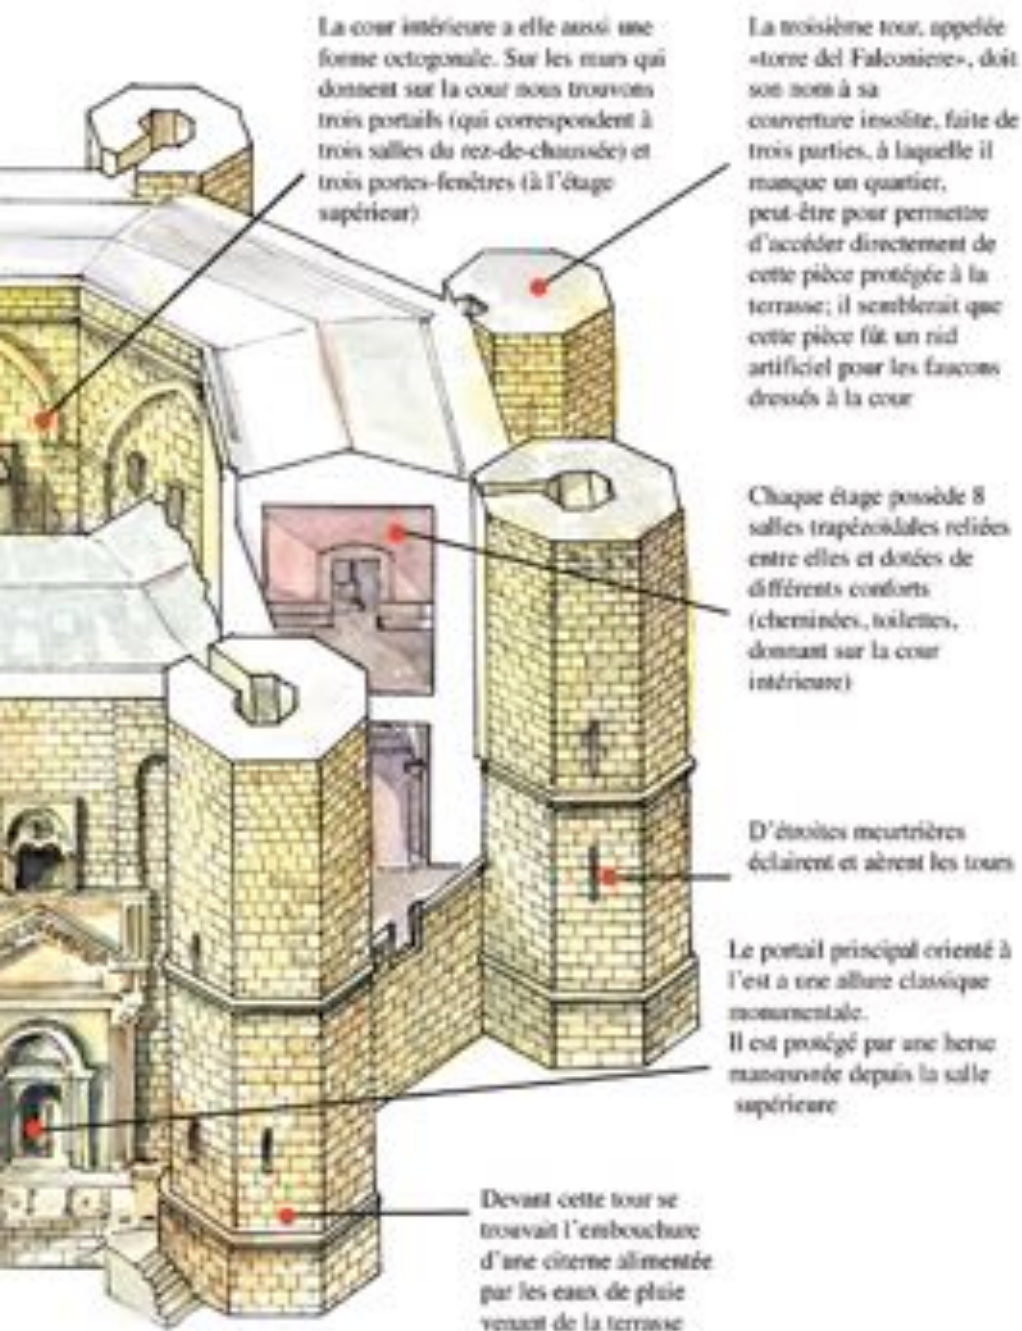 La cour intérieure a elle aussi une
forme octogonale. Sur les murs qui
donnent sur la cour nous trouvons
trois portails (qui correspondent à
trois salles du rez-de-chaussée) et
trois portes-fenêtres (à l'étage
supérieur)
La troisième tour, appelée
«torre del Falconiere», doit
son nom à sa
couverture insolite, faite de
trois parties, à laquelle il
manque un quartier,
peut-être pour permettre
d'accéder directement de
cette pièce protégée à la
terrasse; il semblerait que
cette pièce fût un nid
artificiel pour les faucons
dressés à la cour
Chaque étage possède 8
salles trapézoïdales reliées
entre elles et dotées de
différents conforts
(cheminées, toilettes,
donnant sur la cour
intérieure)
D'étroites meurtrières
éclairent et aèrent les tours
Le portail principal orienté à
l'est a une allure classique
monumentale.
Il est protégé par une herse
manœuvrée depuis la salle
supérieure
Devant cette tour se
trouvait l'embouchure
d'une citerne alimentée
par les eaux de pluie
venant de la terrasse